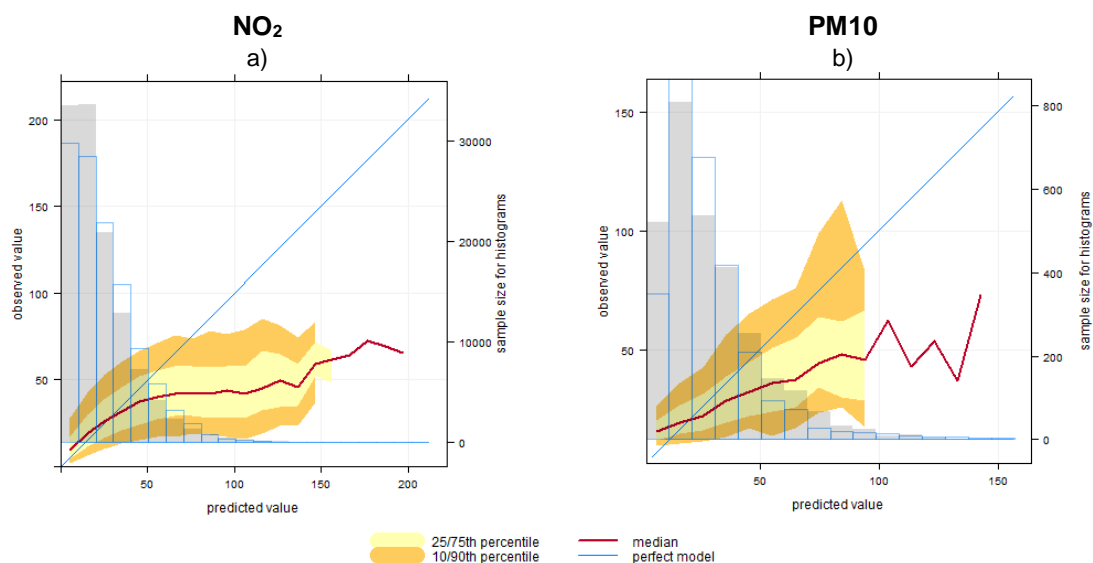 NO₂
a)
200
150
100
50
observed value
30000
20000
10000
0
sample size for histograms
50
100
150
200
predicted value
PM10
b)
150
100
50
observed value
800
600
400
200
0
sample size for histograms
50
100
150
predicted value
25/75th percentile
median
10/90th percentile
perfect model